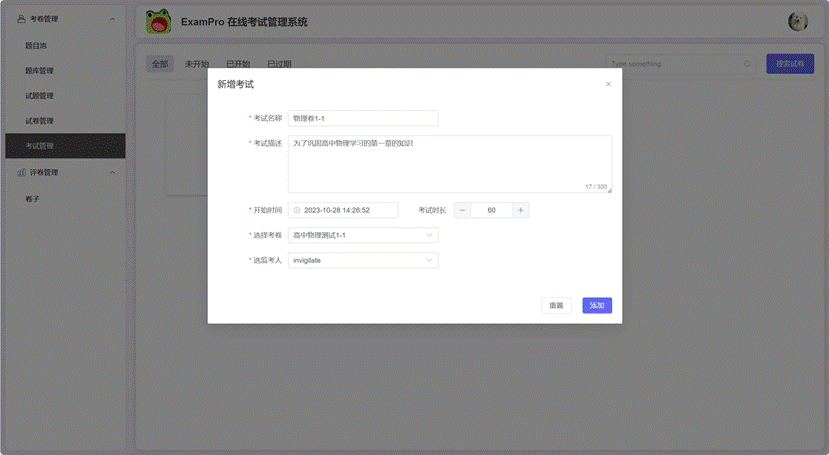 考卷管理
题目池
题库管理
试题管理
试卷管理
考试管理
评卷管理
卷子
ExamPro 在线考试管理系统
全部 未开始 已开始 已过期
Type something
搜索试卷
新增考试
* 考试名称 物理卷1-1
* 考试描述 为了巩固高中物理学习的第一章的知识
17 / 300
* 开始时间 2023-10-28 14:26:52 考试时长 60
* 选择考卷 高中物理测试1-1
* 选监考人 invigilate
重置 添加